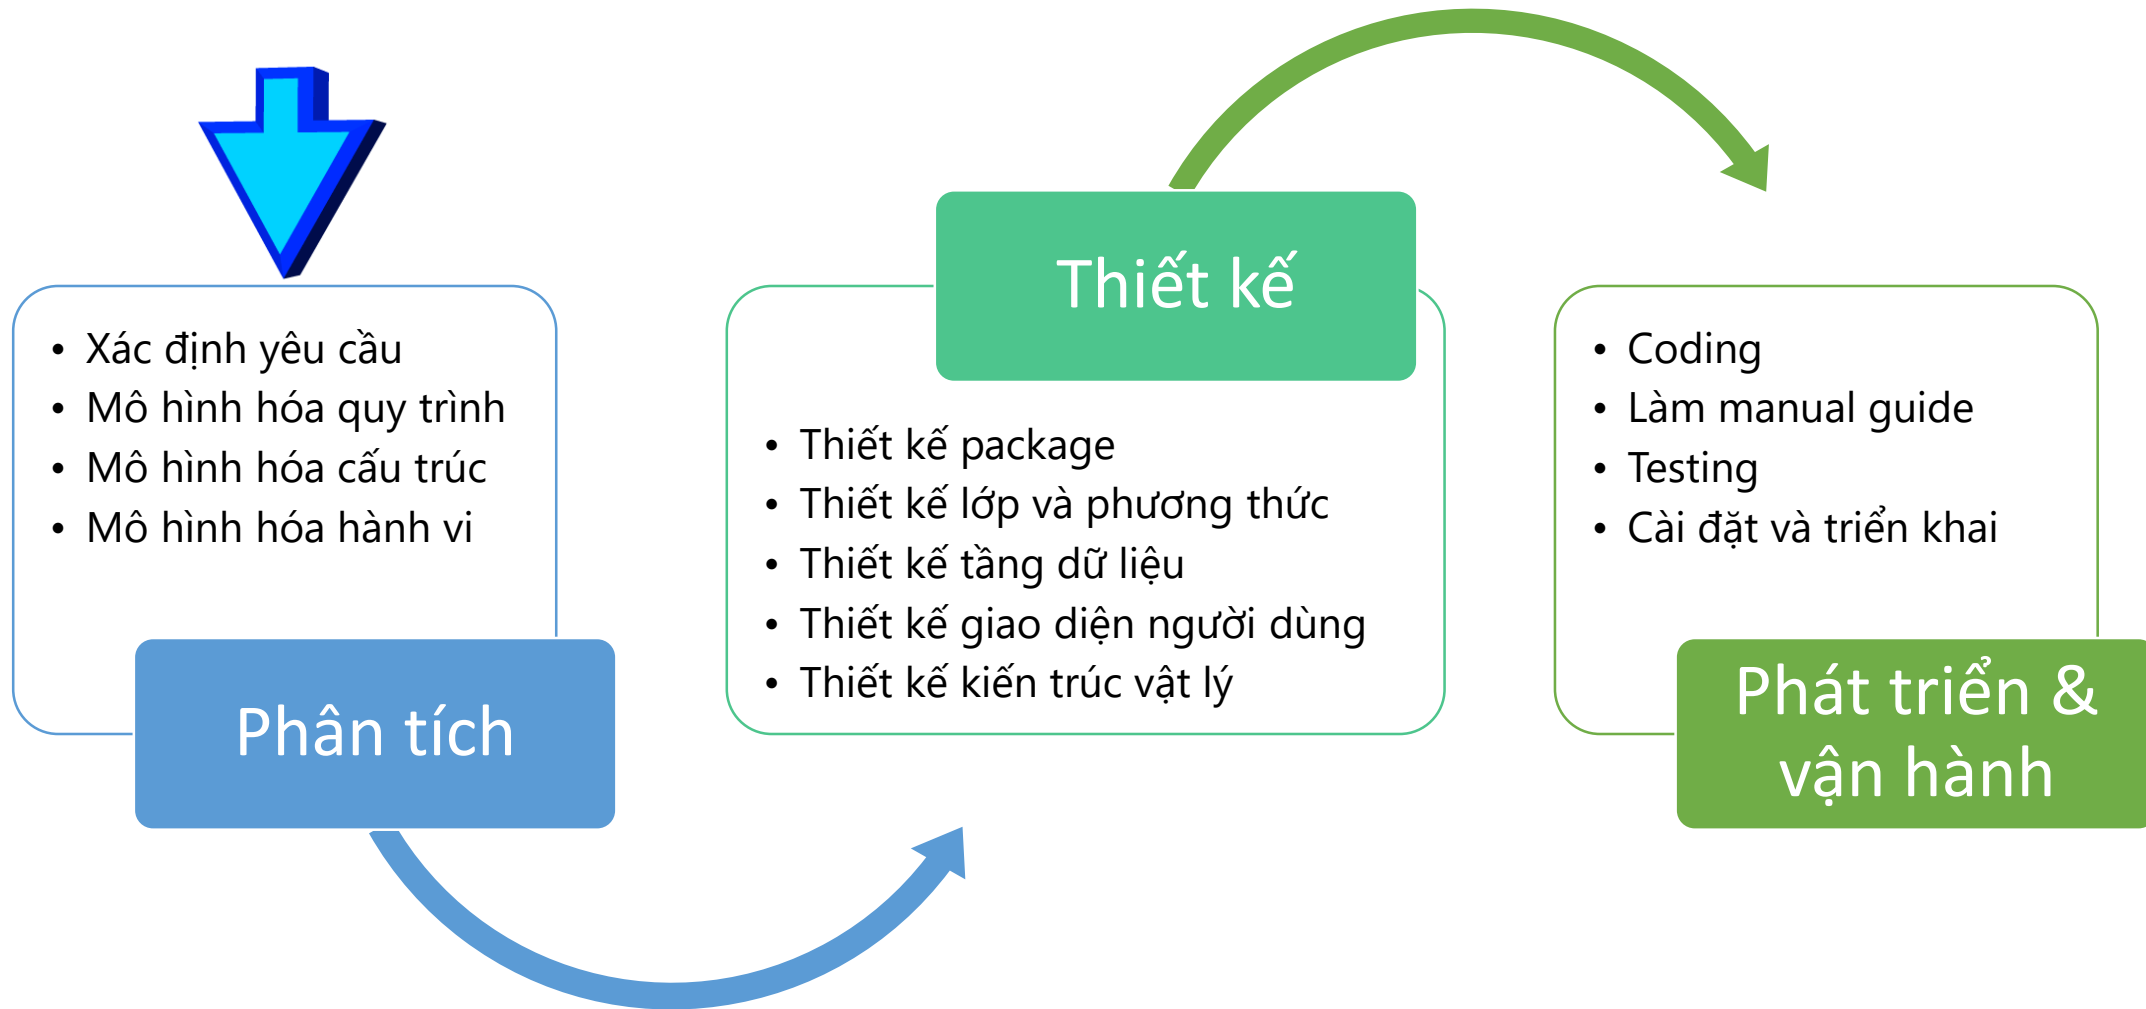 • Xác định yêu cầu
• Mô hình hóa quy trình
• Mô hình hóa cấu trúc
• Mô hình hóa hành vi
Phân tích
Thiết kế
• Thiết kế package
• Thiết kế lớp và phương thức
• Thiết kế tầng dữ liệu
• Thiết kế giao diện người dùng
• Thiết kế kiến trúc vật lý
• Coding
• Làm manual guide
• Testing
• Cài đặt và triển khai
Phát triển &
vận hành